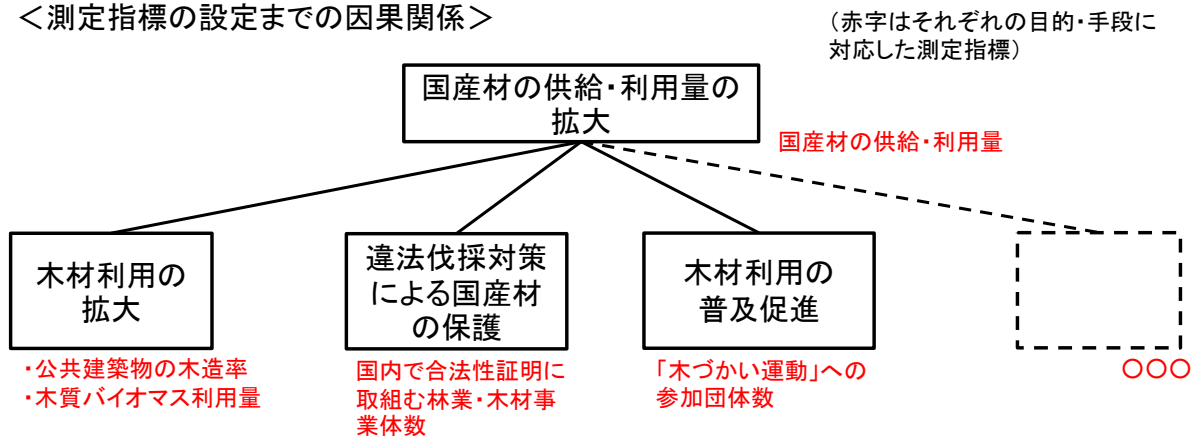 ＜測定指標の設定までの因果関係＞
(赤字はそれぞれの目的・手段に
対応した測定指標)
国産材の供給・利用量の
拡大
国産材の供給・利用量
木材利用の
拡大
・公共建築物の木造率
・木質バイオマス利用量
違法伐採対策
による国産材
の保護
国内で合法性証明に
取組む林業・木材事
業体数
木材利用の
普及促進
「木づかい運動」への
参加団体数
○○○